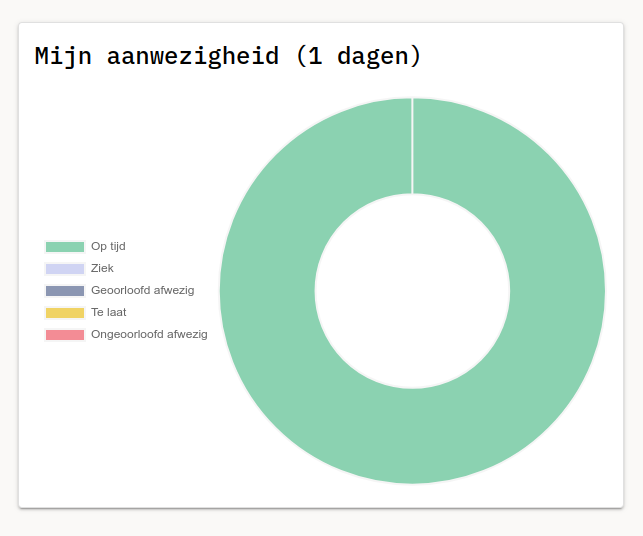 Mijn aanwezigheid (1 dagen)
Op tijd
Ziek
Geoorloofd afwezig
Te laat
Ongeoorloofd afwezig